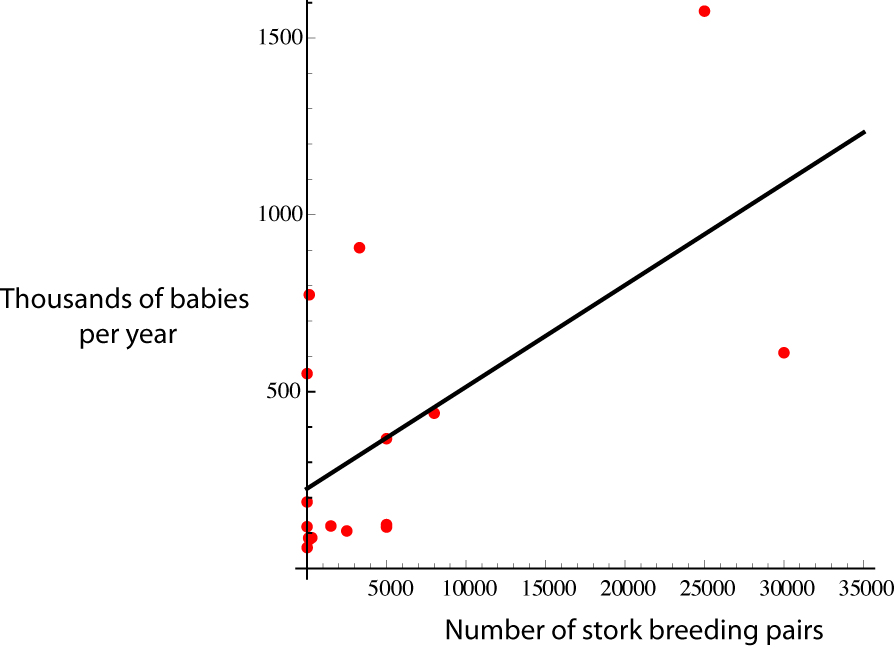 1500
1000
Thousands of babies
per year
500
5000 10000 15000 20000 25000 30000 35000
Number of stork breeding pairs